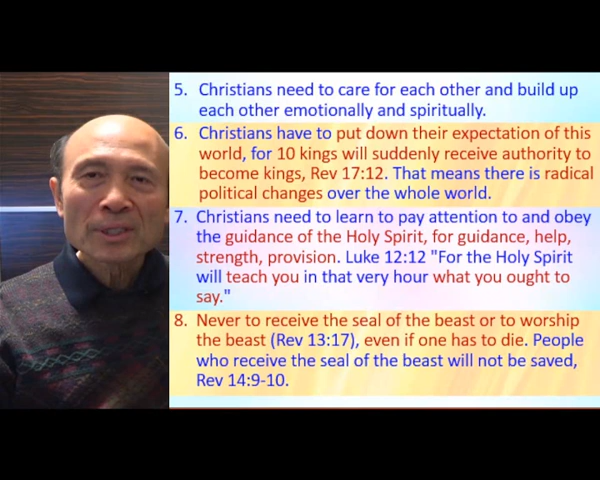 5. Christians need to care for each other and build up
each other emotionally and spiritually.
6. Christians have to put down their expectation of this
world, for 10 kings will suddenly receive authority to
become kings, Rev 17:12. That means there is radical
political changes over the whole world.
7. Christians need to learn to pay attention to and obey
the guidance of the Holy Spirit, for guidance, help,
strength, provision. Luke 12:12 "For the Holy Spirit
will teach you in that very hour what you ought to
say."
8. Never to receive the seal of the beast or to worship
the beast (Rev 13:17), even if one has to die. People
who receive the seal of the beast will not be saved,
Rev 14:9-10.